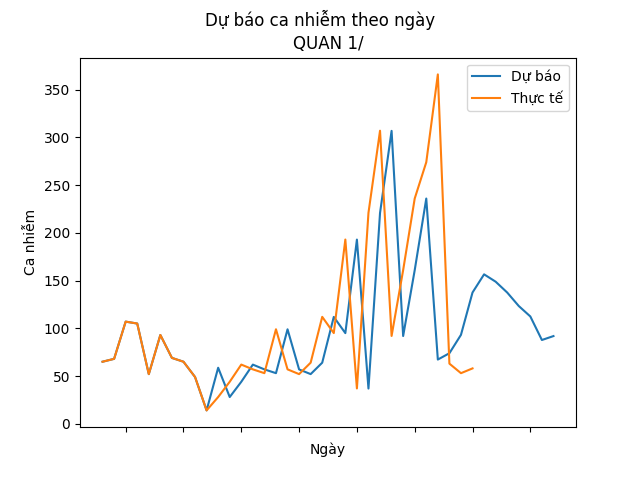 Dự báo ca nhiễm theo ngày
QUAN 1/
Dự báo
Thực tế
Ca nhiễm
350
300
250
200
150
100
50
0
Ngày